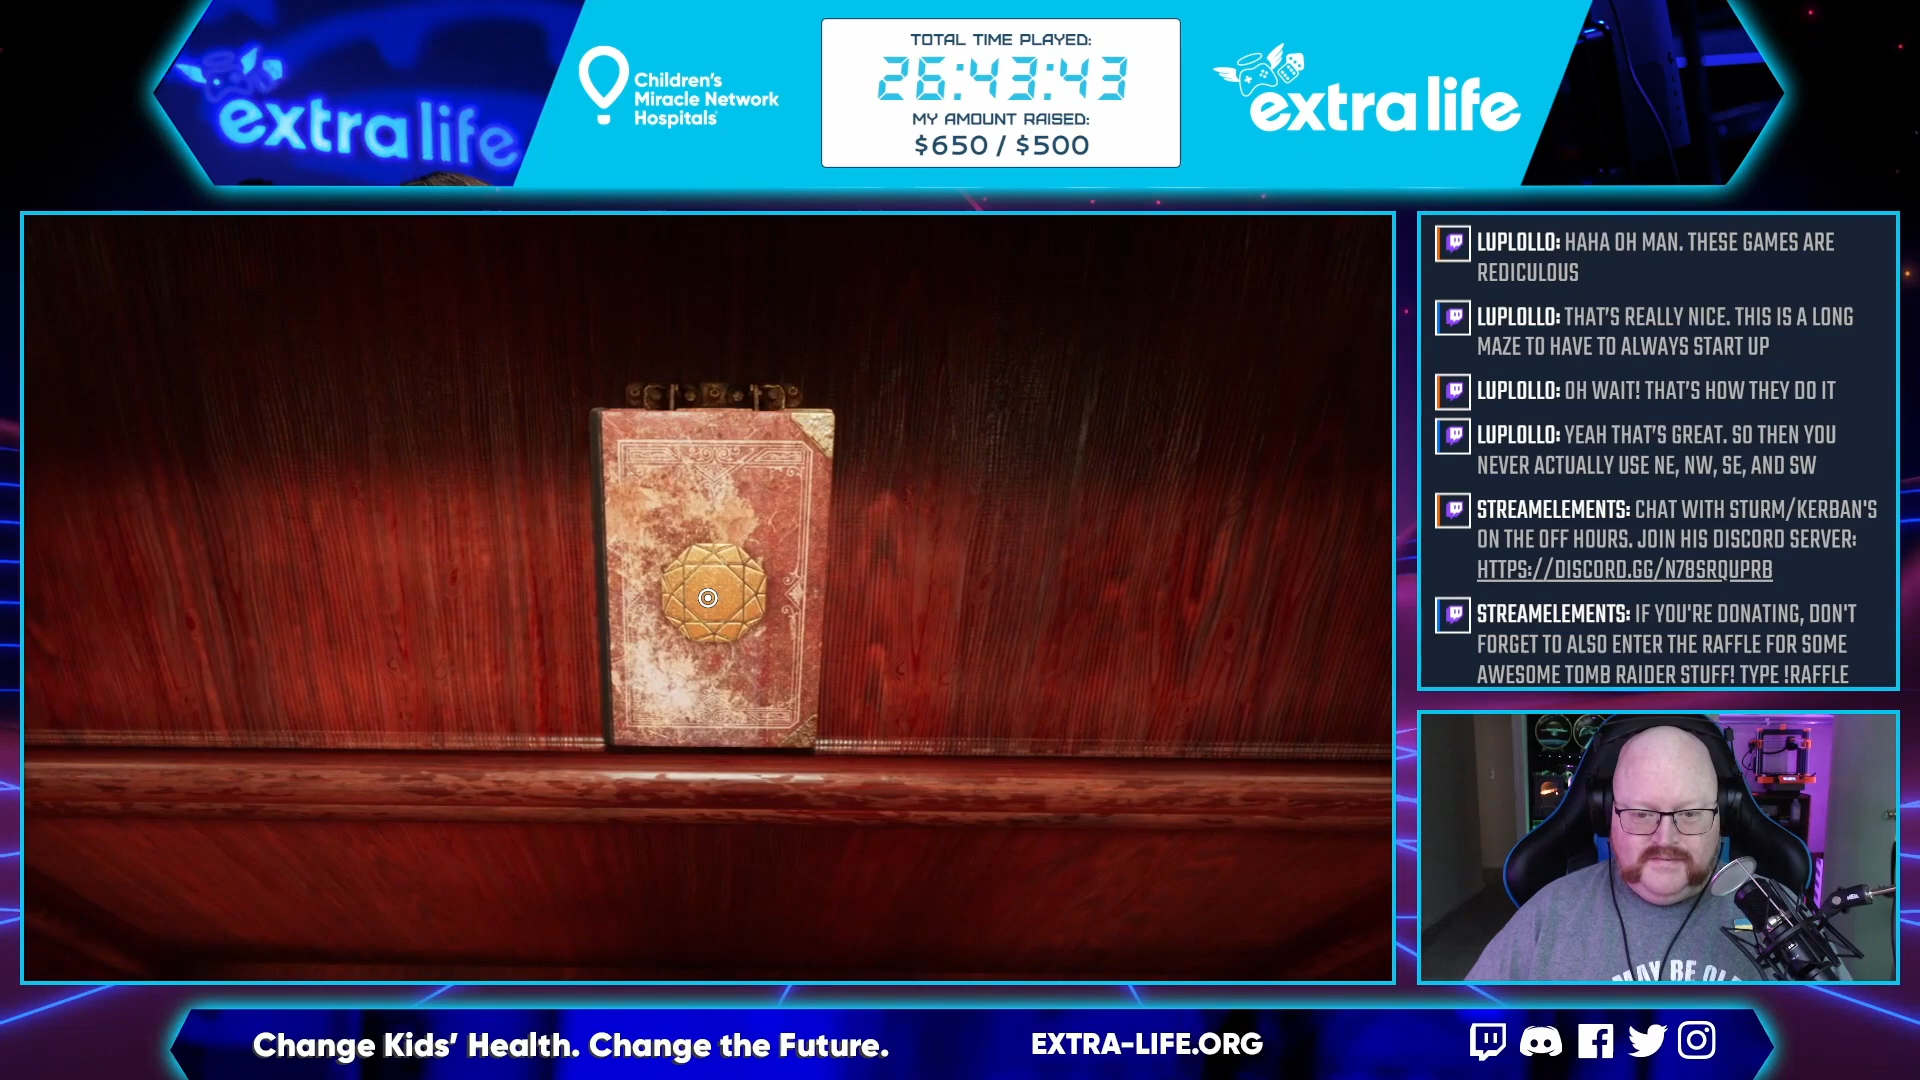 extralife
Children's
Miracle Network
Hospitals
TOTAL TIME PLAYED:
26:43:43
MY AMOUNT RAISED:
$650 / $500
extralife
LUPLOLLO: HAHA OH MAN. THESE GAMES ARE
REDICULOUS
LUPLOLLO: THAT'S REALLY NICE. THIS IS A LONG
MAZE TO HAVE TO ALWAYS START UP
LUPLOLLO: OH WAIT! THAT'S HOW THEY DO IT
LUPLOLLO: YEAH THAT'S GREAT. SO THEN YOU
NEVER ACTUALLY USE NE, NW, SE, AND SW
STREAMELEMENTS: CHAT WITH STURM/KERBAN'S
ON THE OFF HOURS. JOIN HIS DISCORD SERVER:
HTTPS://DISCORD.GG/N78SRQUPRB
STREAMELEMENTS: IF YOU'RE DONATING, DON'T
FORGET TO ALSO ENTER THE RAFFLE FOR SOME
AWESOME TOMB RAIDER STUFF! TYPE !RAFFLE
MAY BE
Change Kids' Health. Change the Future.
EXTRA-LIFE.ORG